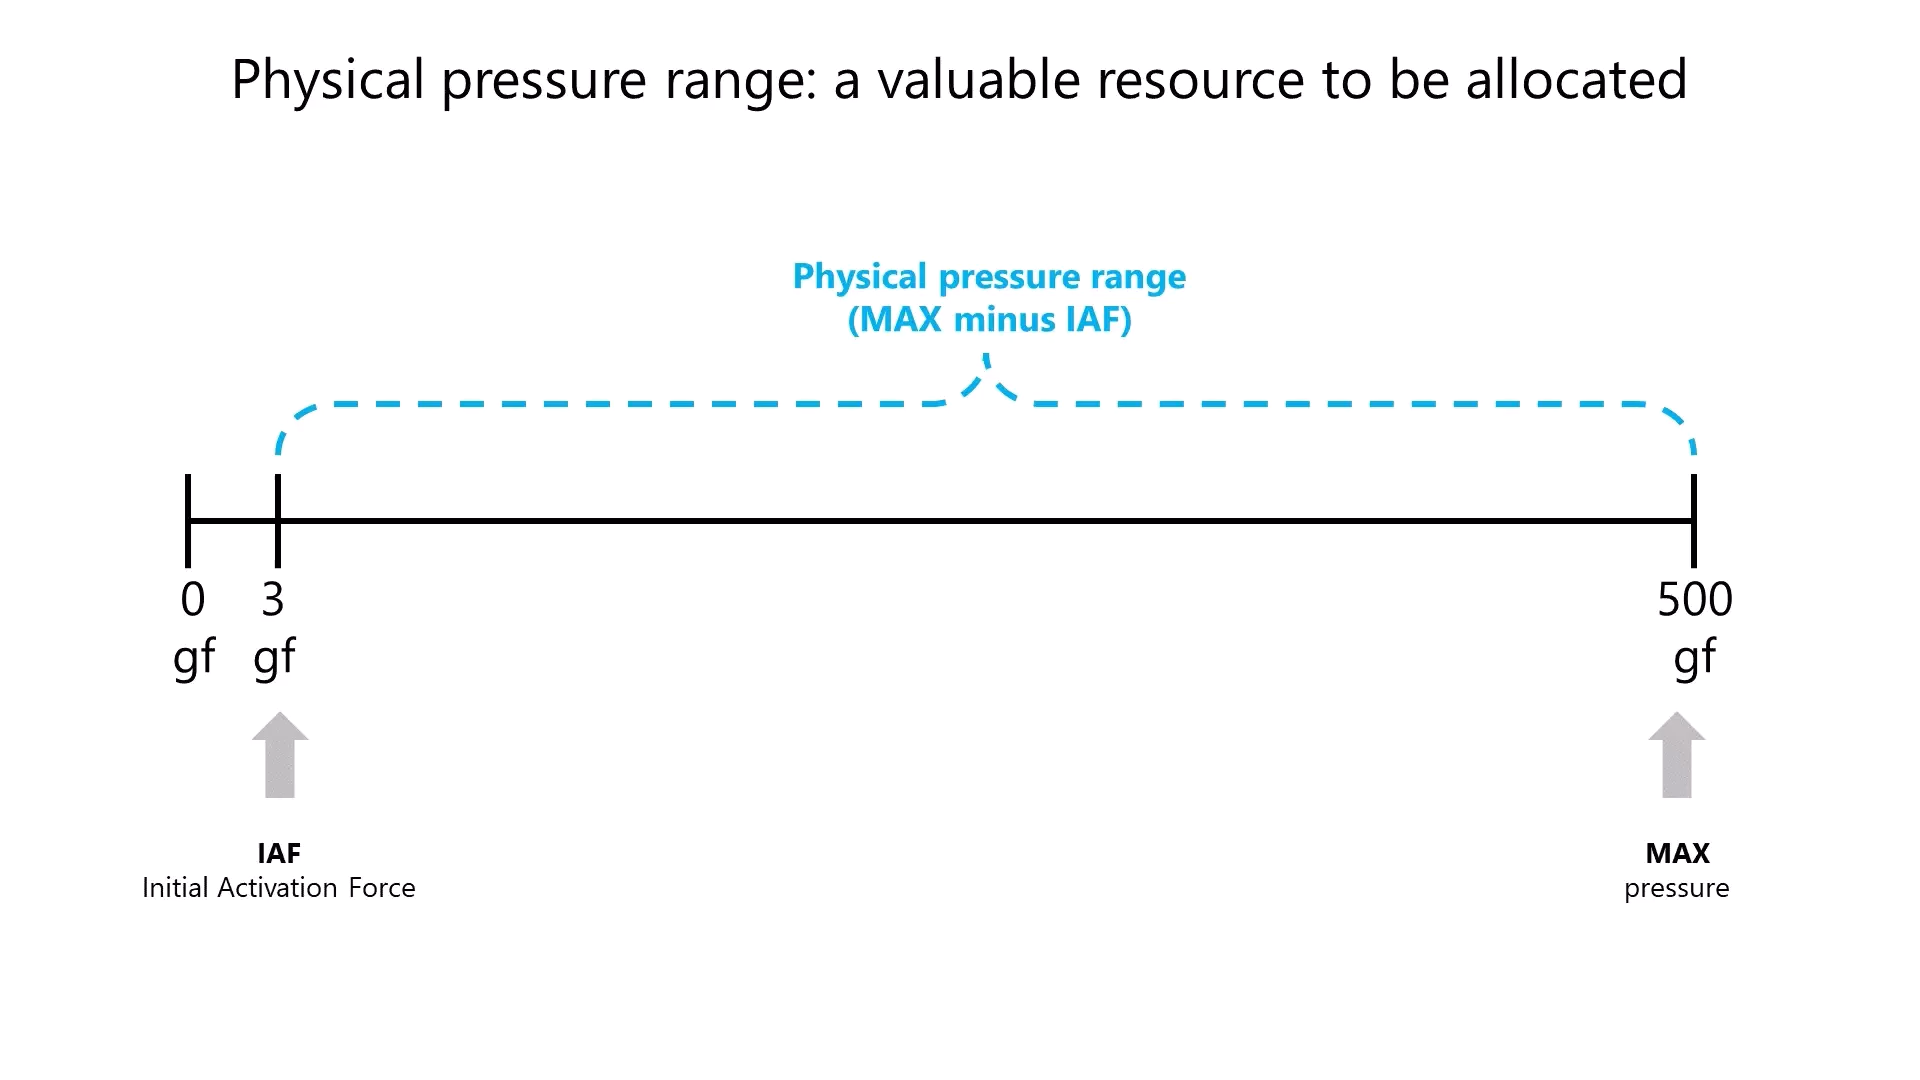 Physical pressure range: a valuable resource to be allocated
Physical pressure range
(MAX minus IAF)
0
gf
3
gf
500
gf
IAF
Initial Activation Force
MAX
pressure